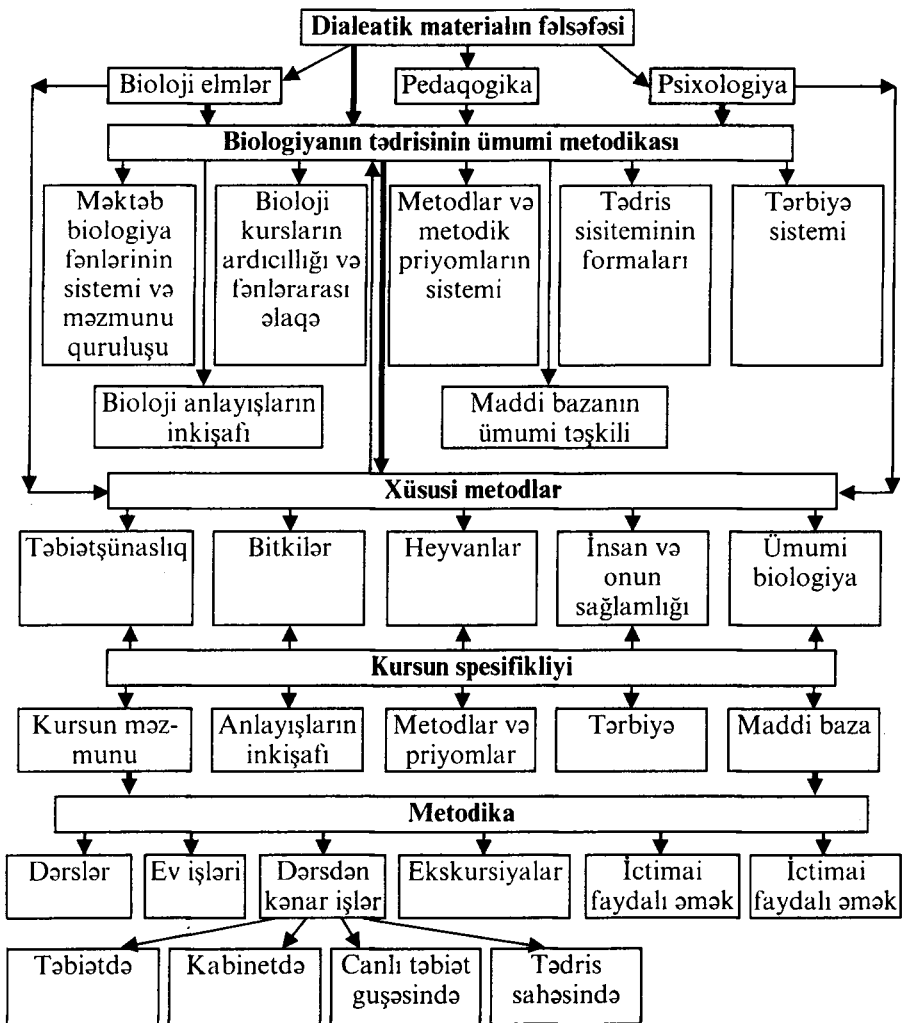 Dialeatik materialın fəlsəfəsi
Bioloji elmlər
Pedaqogika
Psixologiya
Biologiyanın tədrisinin ümumi metodikası
Məktəb
biologiya
fənlərinin
sistemi və
məzmunu
quruluşu
Bioloji
kursların
ardıcıllığı və
fənlərarası
əlaqə
Metodlar və
metodik
priyomların
sistemi
Tədris
sisiteminin
formaları
Tərbiyə
sistemi
Bioloji anlayışların
inkişafı
Maddi bazanın
ümumi təşkili
Xüsusi metodlar
Təbiətşünaslıq
Bitkilər
Heyvanlar
İnsan və
onun
sağlamlığı
Ümumi
biologiya
Kursun spesifikliyi
Kursun məz-
munu
Anlayışların
inkişafı
Metodlar və
priyomlar
Tərbiyə
Maddi baza
Metodika
Dərslər
Ev işləri
Dərsdən
kənar işlər
Ekskursiyalar
İctimai
faydalı əmək
İctimai
faydalı əmək
Təbiətdə
Kabinetdə
Canlı təbiət
guşəsində
Tədris
sahəsində